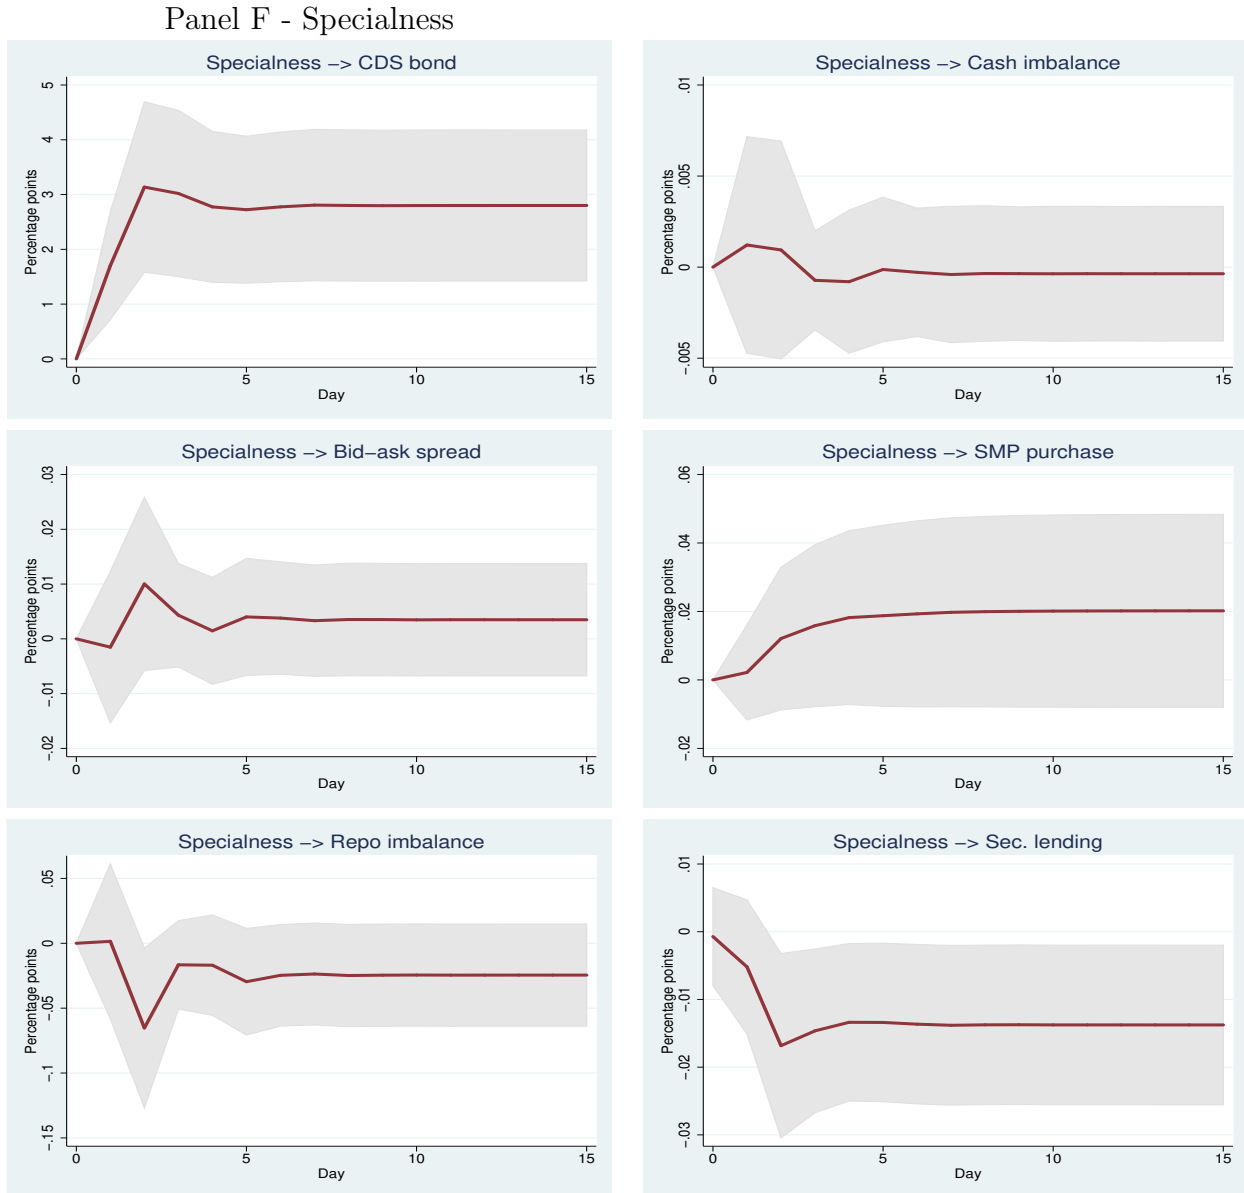 Panel F - Specialness
Specialness −> CDS bond
Percentage points
5
4
3
2
1
0
0 5 10 15
Day
Specialness −> Cash imbalance
Percentage points
.01
.005
0
−.005
0 5 10 15
Day
Specialness −> Bid−ask spread
Percentage points
.03
.02
.01
0
−.01
−.02
0 5 10 15
Day
Specialness −> SMP purchase
Percentage points
.06
.04
.02
0
−.02
0 5 10 15
Day
Specialness −> Repo imbalance
Percentage points
.05
0
−.05
−.1
−.15
0 5 10 15
Day
Specialness −> Sec. lending
Percentage points
.01
0
−.01
−.02
−.03
0 5 10 15
Day